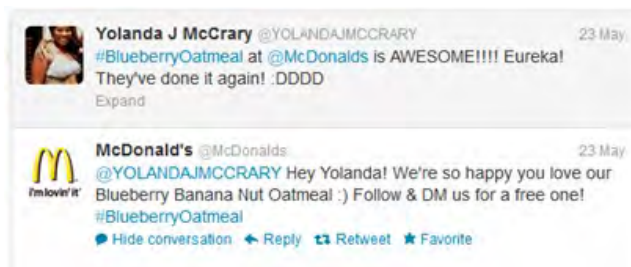 Yolanda J McCrary @YOLANDAJMCCRARY 23 May
#BlueberryOatmeal at @McDonalds is AWESOME!!!! Eureka!
They've done it again! :DDDD
Expand
McDonald's @McDonalds 23 May
@YOLANDAJMCCRARY Hey Yolanda! We're so happy you love our
Blueberry Banana Nut Oatmeal :) Follow & DM us for a free one!
#BlueberryOatmeal
i'm lovin' it
Hide conversation Reply Retweet Favorite